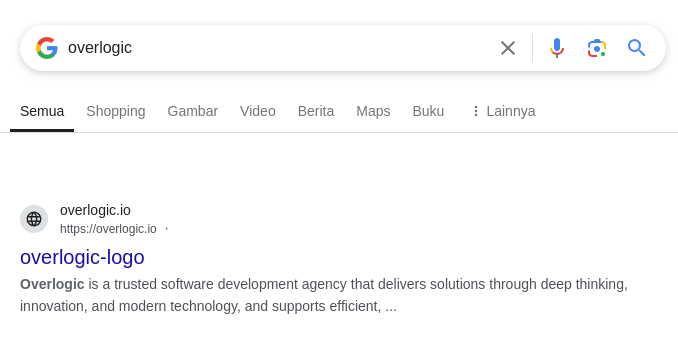 overlogic
Semua Shopping Gambar Video Berita Maps Buku Lainnya
overlogic.io
https://overlogic.io ·
overlogic-logo
Overlogic is a trusted software development agency that delivers solutions through deep thinking,
innovation, and modern technology, and supports efficient, ...